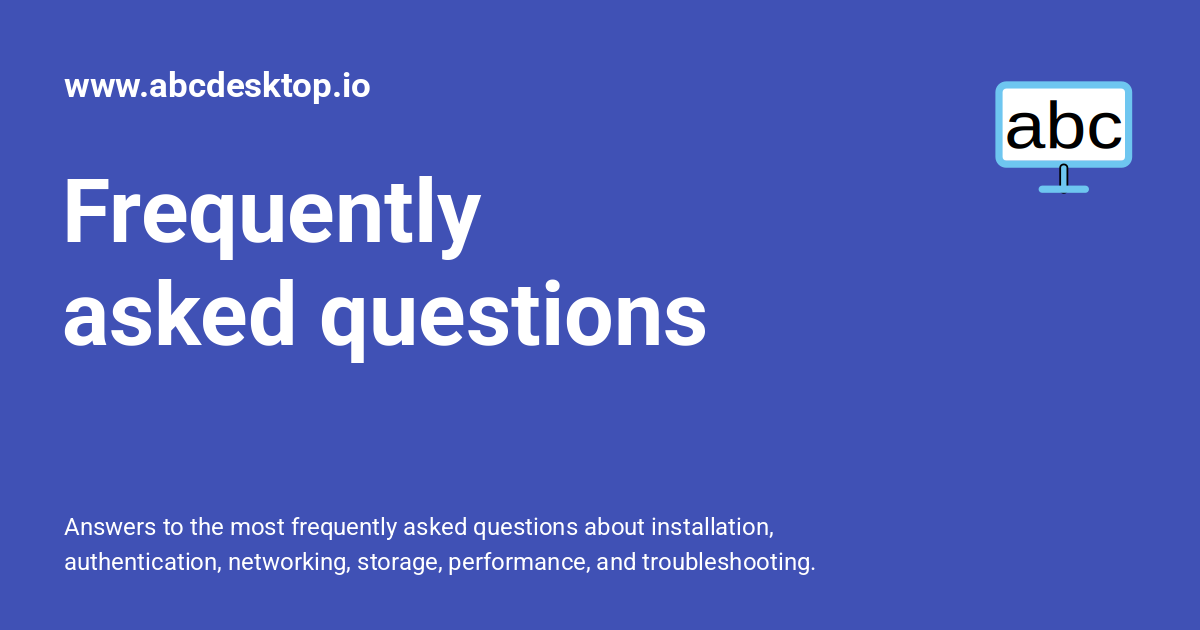 www.abcdesktop.io
abc
Frequently
asked questions
Answers to the most frequently asked questions about installation,
authentication, networking, storage, performance, and troubleshooting.